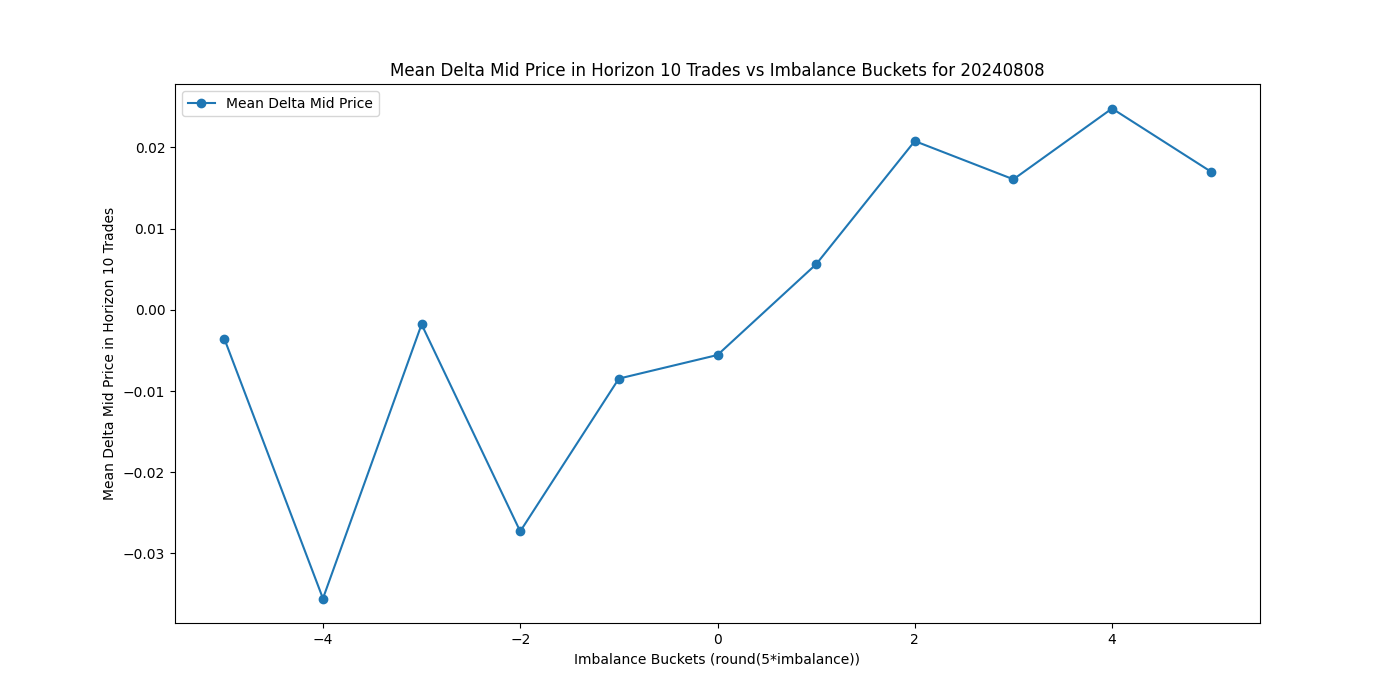 Mean Delta Mid Price in Horizon 10 Trades vs Imbalance Buckets for 20240808
Mean Delta Mid Price
0.02
0.01
0.00
−0.01
−0.02
−0.03
Mean Delta Mid Price in Horizon 10 Trades
−4
−2
0
2
4
Imbalance Buckets (round(5*imbalance))